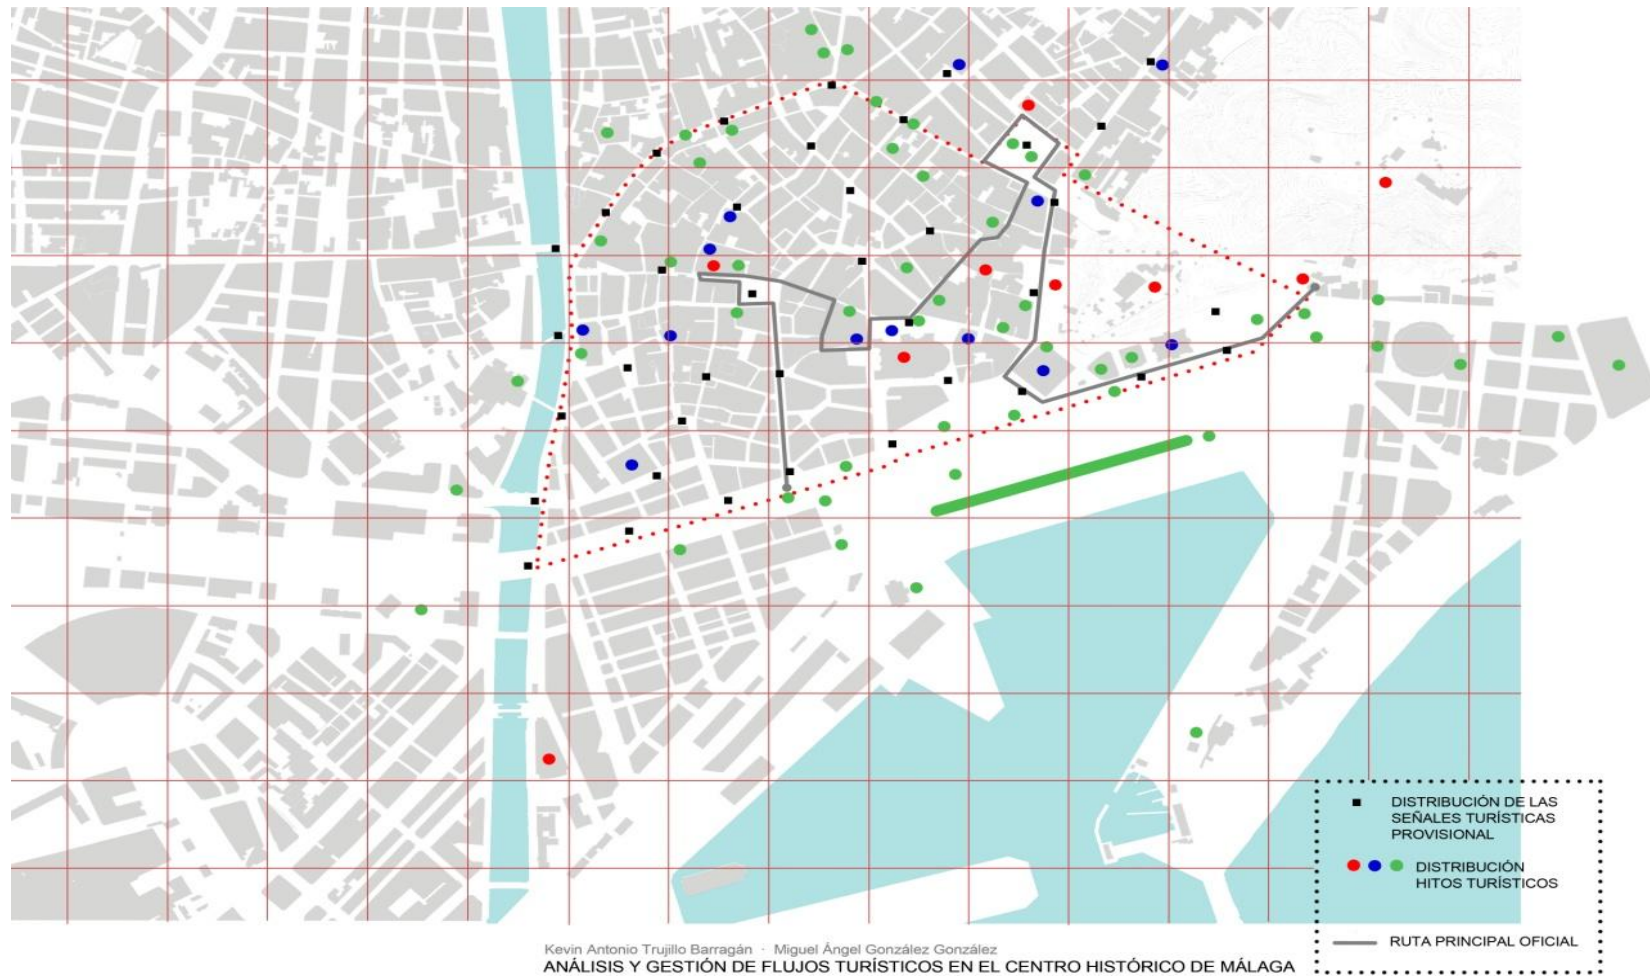 DISTRIBUCIÓN DE LAS
SEÑALES TURÍSTICAS
PROVISIONAL
DISTRIBUCIÓN
HITOS TURÍSTICOS
RUTA PRINCIPAL OFICIAL
Kevin Antonio Trujillo Barragán · Miguel Ángel González González
ANÁLISIS Y GESTIÓN DE FLUJOS TURÍSTICOS EN EL CENTRO HISTÓRICO DE MÁLAGA